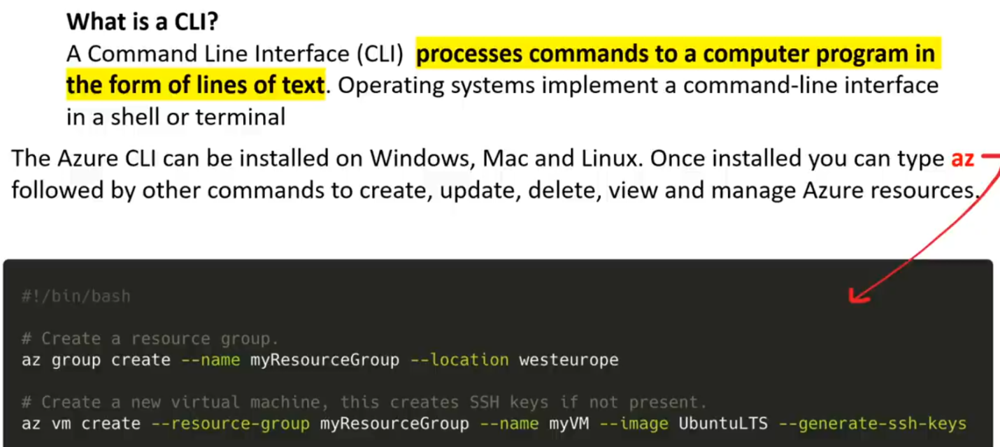 What is a CLI?
A Command Line Interface (CLI) processes commands to a computer program in
the form of lines of text. Operating systems implement a command-line interface
in a shell or terminal
The Azure CLI can be installed on Windows, Mac and Linux. Once installed you can type az
followed by other commands to create, update, delete, view and manage Azure resources.
#!/bin/bash
# Create a resource group.
az group create --name myResourceGroup --location westeurope
# Create a new virtual machine, this creates SSH keys if not present.
az vm create --resource-group myResourceGroup --name myVM --image UbuntuLTS --generate-ssh-keys